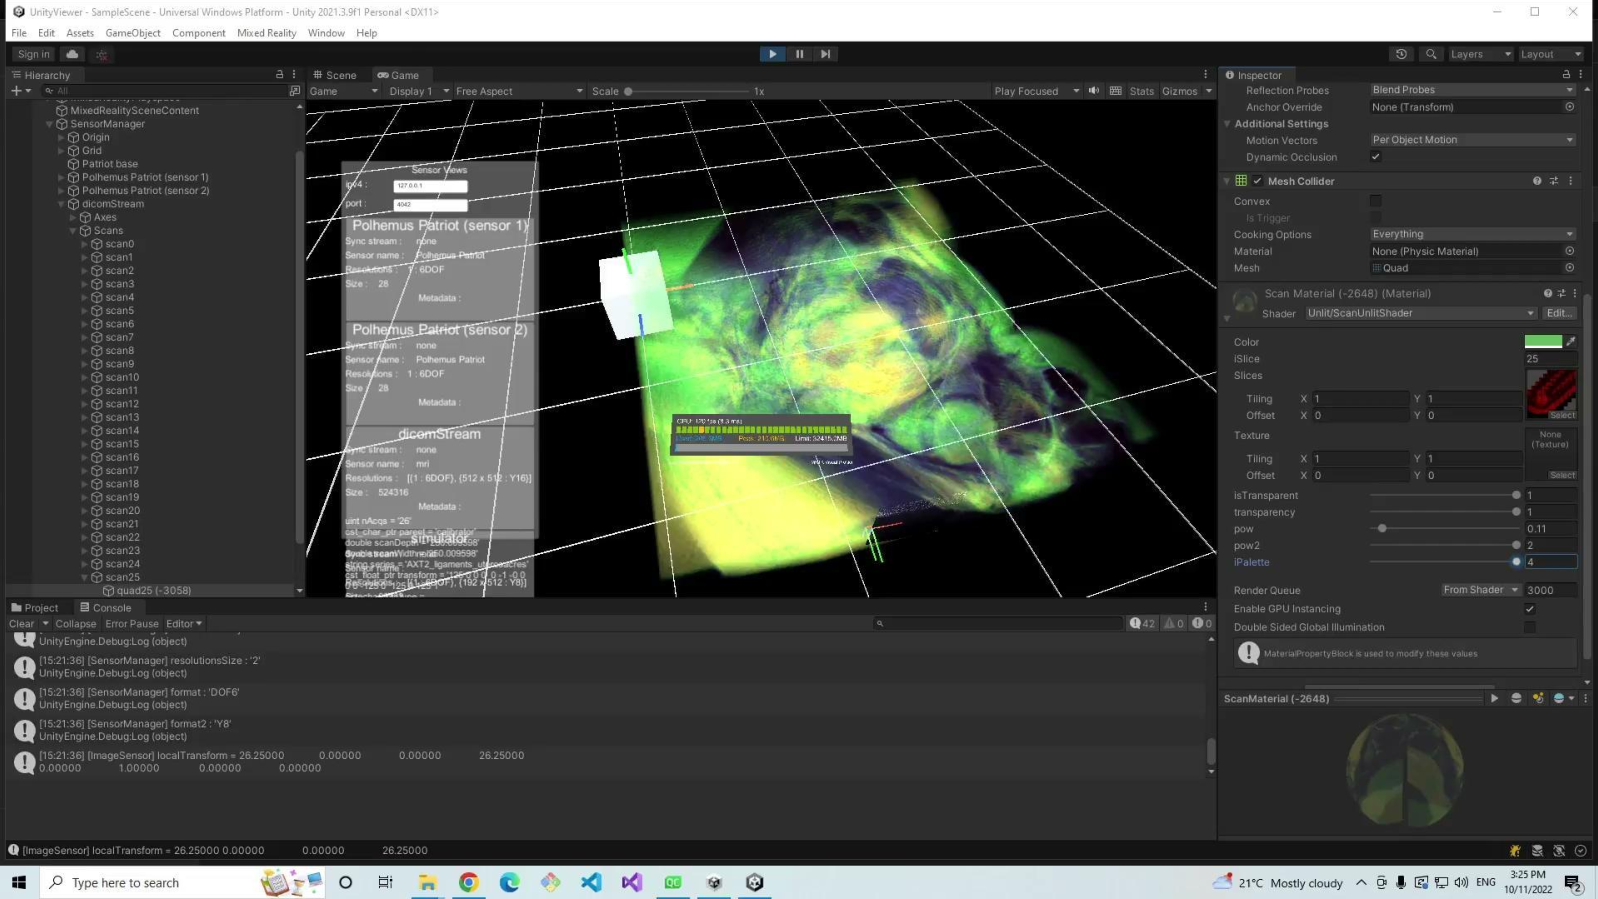 UnityViewer - SampleScene - Universal Windows Platform - Unity 2021.3.9f1 Personal <DX11>
File Edit Assets GameObject Component Mixed Reality Window Help
Sign in
Layers
Layout
Hierarchy
All
MixedRealitySceneContent
SensorManager
Origin
Grid
Patriot base
Polhemus Patriot (sensor 1)
Polhemus Patriot (sensor 2)
dicomStream
Axes
Scans
scan0
scan1
scan2
scan3
scan4
scan5
scan6
scan7
scan8
scan9
scan10
scan11
scan12
scan13
scan14
scan15
scan16
scan17
scan18
scan19
scan20
scan21
scan22
scan23
scan24
scan25
quad25 (-3058)
Scene Game
Game Display 1 Free Aspect Scale 1x Play Focused Stats Gizmos
Sensor Views
ipv4 : 127.0.0.1
port : 4042
Polhemus Patriot (sensor 1)
Sync stream : none
Sensor name : Polhemus Patriot
Resolutions : 1 : 6DOF
Size : 28
Metadata :
Polhemus Patriot (sensor 2)
Sync stream : none
Sensor name : Polhemus Patriot
Resolutions : 1 : 6DOF
Size : 28
Metadata :
dicomStream
Sync stream : none
Sensor name : mri
Resolutions : [{1 : 6DOF}, {512 x 512 : Y16}]
Size : 524316
Metadata :
uint nAcqs = '26'
simulator
Inspector
Reflection Probes Blend Probes
Anchor Override None (Transform)
Additional Settings
Motion Vectors Per Object Motion
Dynamic Occlusion
Mesh Collider
Convex
Is Trigger
Cooking Options Everything
Material None (Physic Material)
Mesh Quad
Scan Material (-2648) (Material)
Shader Unlit/ScanUnlitShader Edit...
Color
iSlice 25
Slices
Tiling X 1 Y 1
Offset X 0 Y 0 Select
Texture None (Texture)
Tiling X 1 Y 1
Offset X 0 Y 0 Select
isTransparent 1
transparency 1
pow 0.11
pow2 2
iPalette 4
Render Queue From Shader 3000
Enable GPU Instancing
Double Sided Global Illumination
MaterialPropertyBlock is used to modify these values
ScanMaterial (-2648)
Project Console
Clear Collapse Error Pause Editor 42 0 0
UnityEngine.Debug:Log (object)
[15:21:36] [SensorManager] resolutionsSize : '2'
UnityEngine.Debug:Log (object)
[15:21:36] [SensorManager] format : 'DOF6'
UnityEngine.Debug:Log (object)
[15:21:36] [SensorManager] format2 : 'Y8'
UnityEngine.Debug:Log (object)
[15:21:36] [ImageSensor] localTransform = 26.25000 0.00000 0.00000 26.25000
0.00000 1.00000 0.00000 0.00000
[ImageSensor] localTransform = 26.25000 0.00000 0.00000 26.25000
Type here to search
21°C Mostly cloudy
ENG
3:25 PM
10/11/2022
2